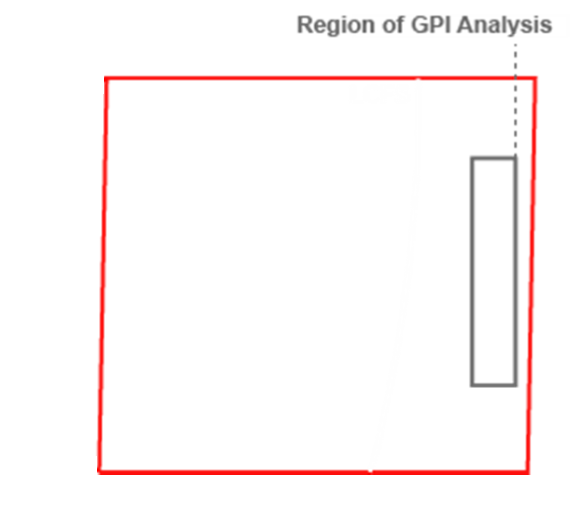 Region of GPI Analysis